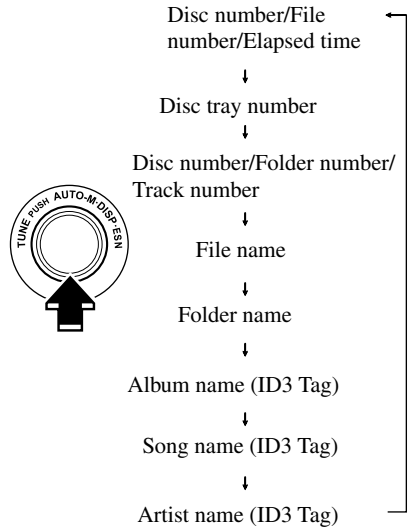 Disc number/File
number/Elapsed time
Disc tray number
Disc number/Folder number/
Track number
TUNE PUSH AUTO-M·DISP·ESN
File name
Folder name
Album name (ID3 Tag)
Song name (ID3 Tag)
Artist name (ID3 Tag)